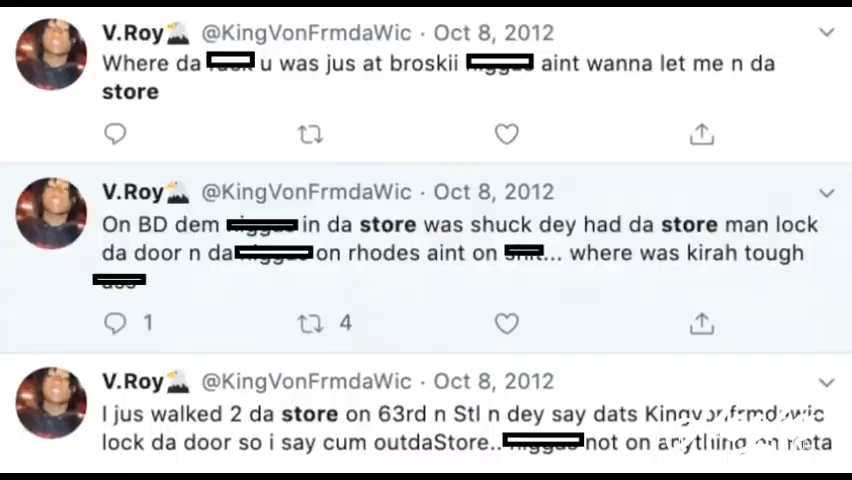 V.Roy @KingVonFrmdaWic · Oct 8, 2012
Where da u was jus at broskii aint wanna let me n da
store
V.Roy @KingVonFrmdaWic · Oct 8, 2012
On BD dem in da store was shuck dey had da store man lock
da door n da on rhodes aint on ... where was kirah tough
1 4
V.Roy @KingVonFrmdaWic · Oct 8, 2012
I jus walked 2 da store on 63rd n Stl n dey say dats Kingvonfrmdawic
lock da door so i say cum outdaStore.. not on anything on meta